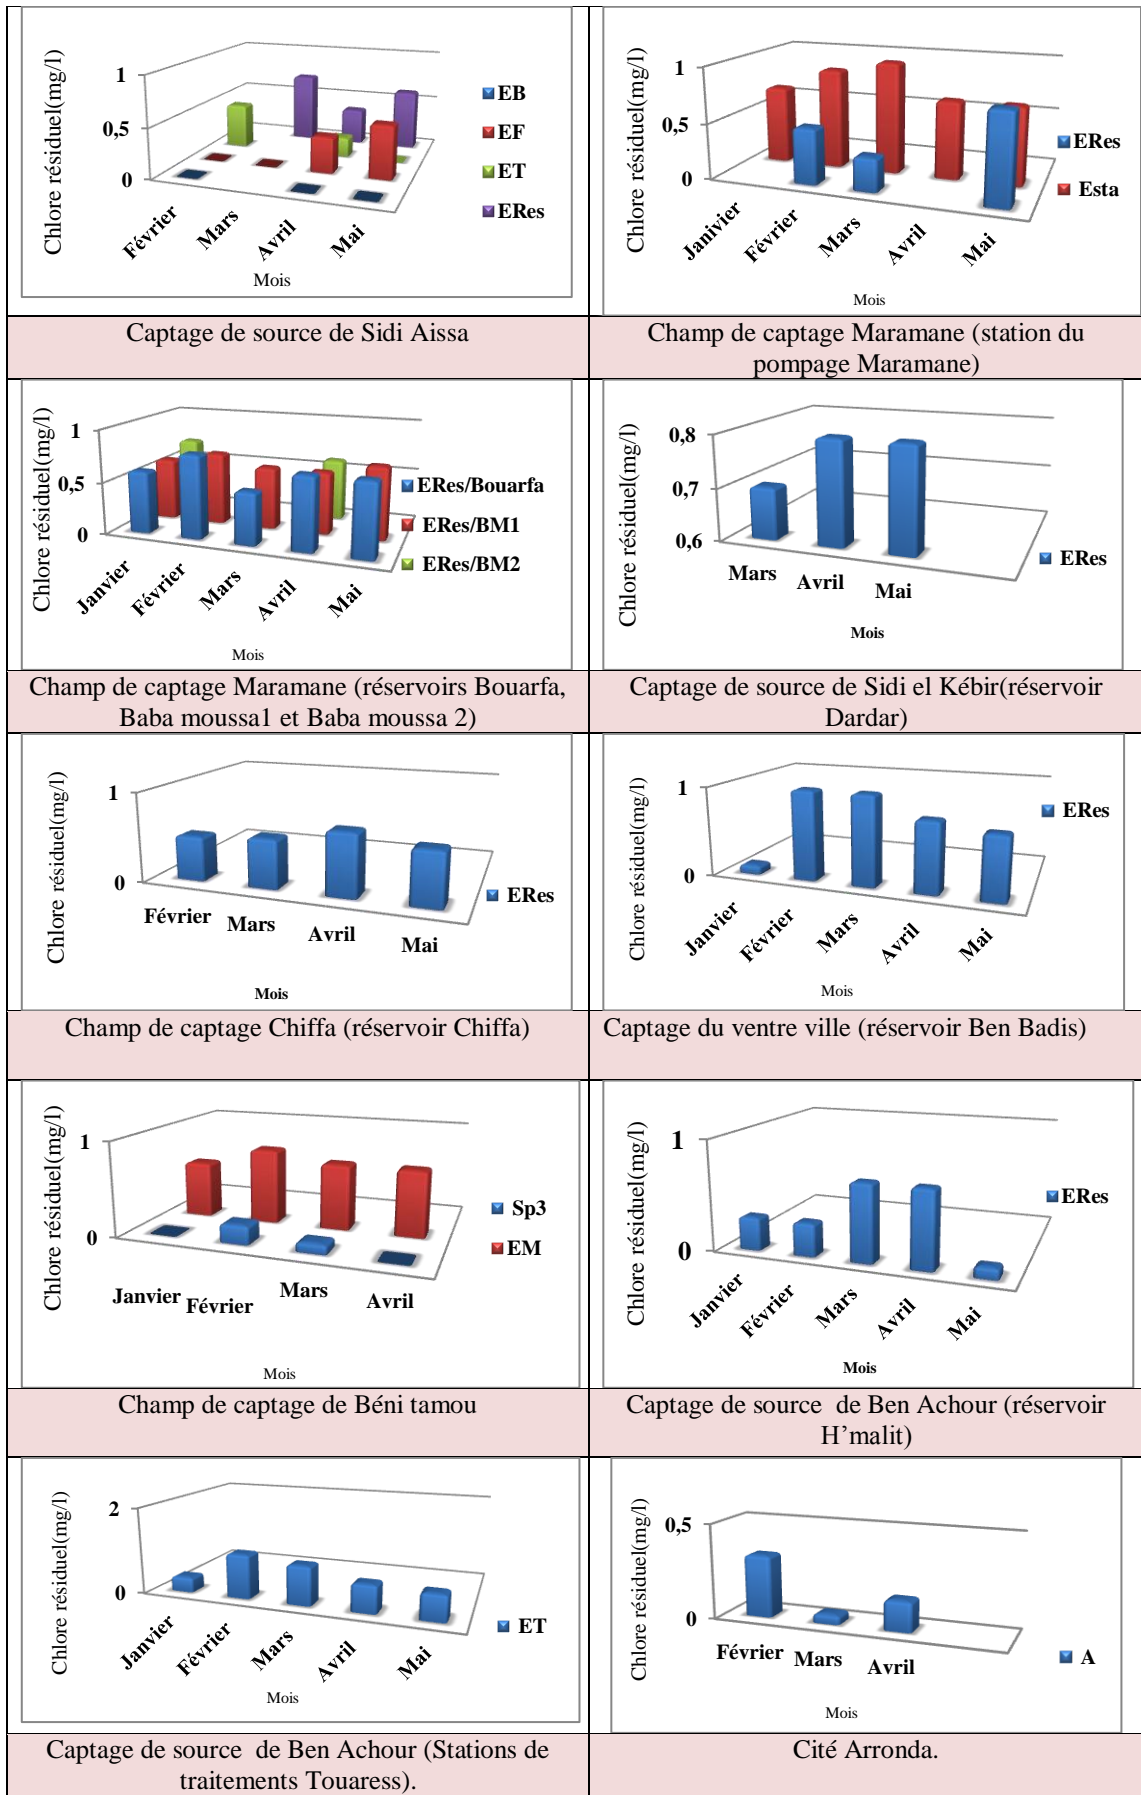 Chlore résiduel(mg/l)
1
0,5
0
Février
Mars
Avril
Mai
Mois
EB
EF
ET
ERes
Captage de source de Sidi Aissa
Chlore résiduel(mg/l)
1
0,5
0
Janivier
Février
Mars
Avril
Mai
Mois
ERes
Esta
Champ de captage Maramane (station du
pompage Maramane)
Chlore résiduel(mg/l)
1
0,5
0
Janvier
Février
Mars
Avril
Mai
Mois
ERes/Bouarfa
ERes/BM1
ERes/BM2
Champ de captage Maramane (réservoirs Bouarfa,
Baba moussa1 et Baba moussa 2)
Chlore résiduel(mg/l)
0,8
0,7
0,6
Mars
Avril
Mai
Mois
ERes
Captage de source de Sidi el Kébir(réservoir
Dardar)
Chlore résiduel(mg/l)
1
0
Février
Mars
Avril
Mai
Mois
ERes
Champ de captage Chiffa (réservoir Chiffa)
Chlore résiduel(mg/l)
1
0
Janvier
Février
Mars
Avril
Mai
Mois
ERes
Captage du ventre ville (réservoir Ben Badis)
Chlore résiduel(mg/l)
1
0
Janvier
Février
Mars
Avril
Mois
Sp3
EM
Champ de captage de Béni tamou
Chlore résiduel(mg/l)
1
0
Janvier
Février
Mars
Avril
Mai
Mois
ERes
Captage de source de Ben Achour (réservoir
H’malit)
Chlore résiduel(mg/l)
2
0
Janvier
Février
Mars
Avril
Mai
Mois
ET
Captage de source de Ben Achour (Stations de
traitements Touaress).
Chlore résiduel(mg/l)
0,5
0
Février
Mars
Avril
Mois
A
Cité Arronda.